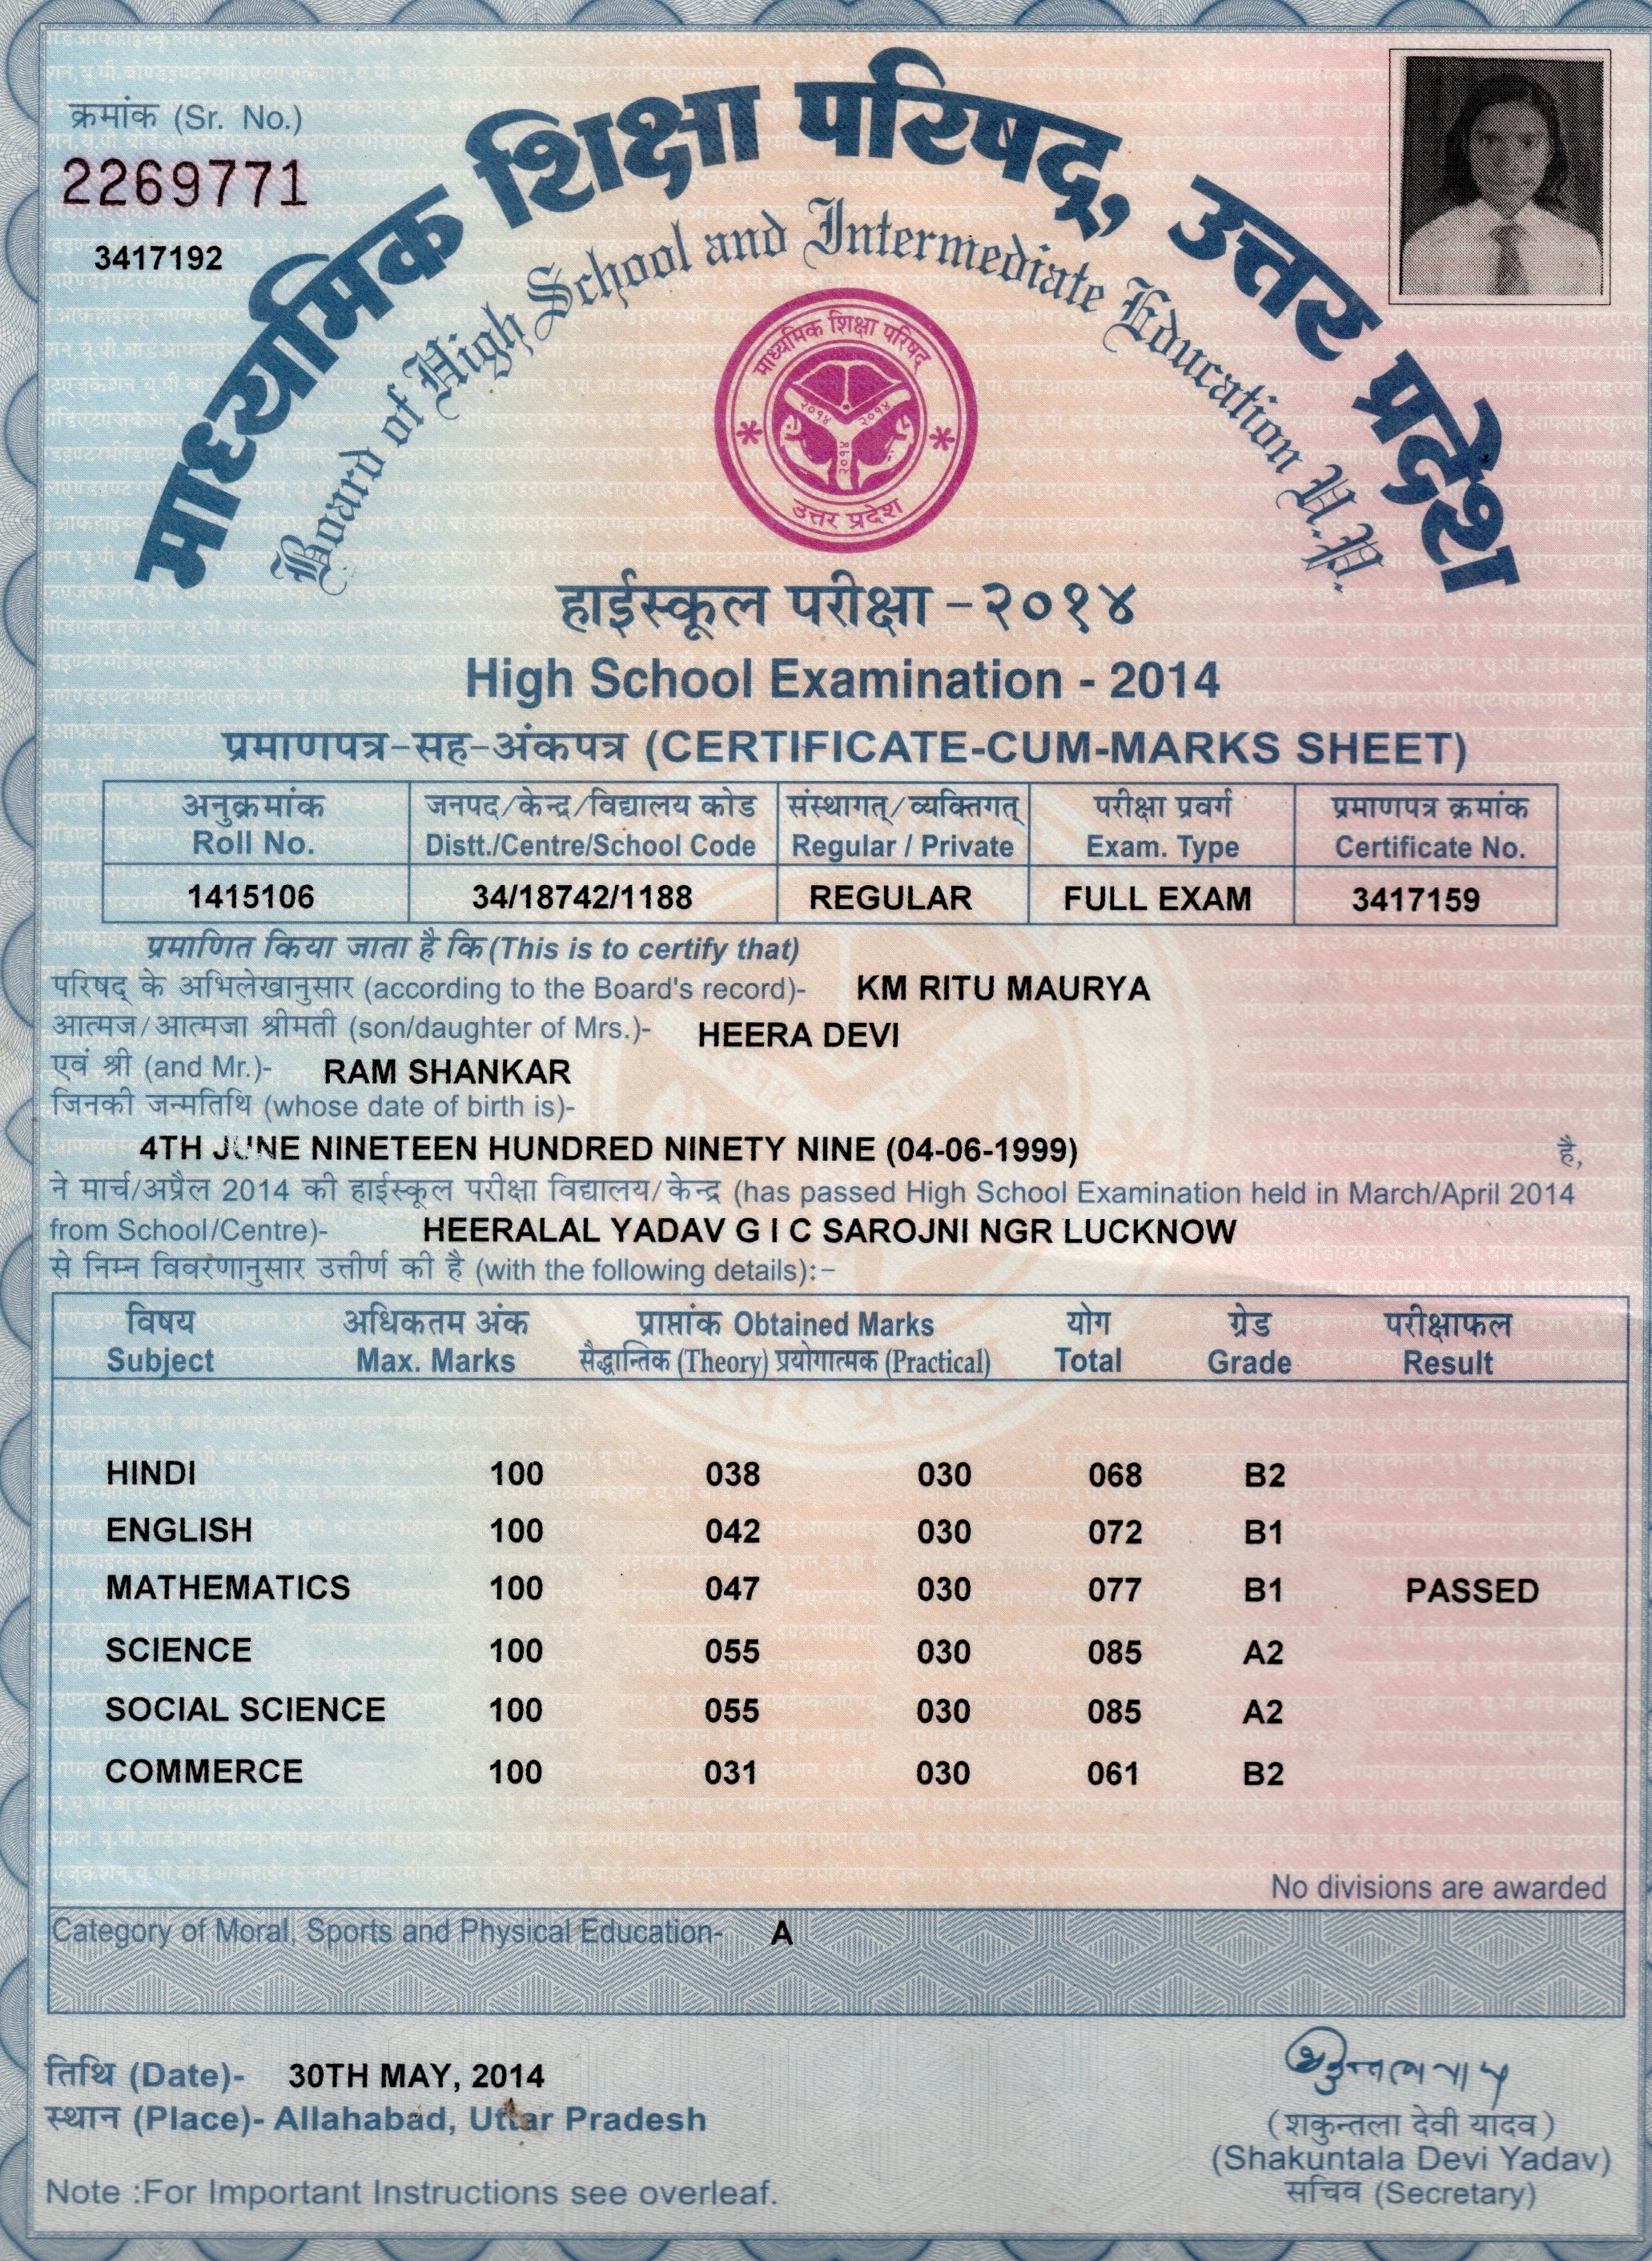 क्रमांक (Sr. No.)
2269771
3417192
माध्यमिक शिक्षा परिषद्, उत्तर प्रदेश
Board of High School and Intermediate Education U.P.
माध्यमिक शिक्षा परिषद्
२०१४ २०१४
२०१४
उत्तर प्रदेश
हाईस्कूल परीक्षा - २०१४
High School Examination - 2014
प्रमाणपत्र-सह-अंकपत्र (CERTIFICATE-CUM-MARKS SHEET)
अनुक्रमांक जनपद/केन्द्र/विद्यालय कोड संस्थागत्/व्यक्तिगत् परीक्षा प्रवर्ग प्रमाणपत्र क्रमांक
Roll No. Distt./Centre/School Code Regular / Private Exam. Type Certificate No.
1415106 34/18742/1188 REGULAR FULL EXAM 3417159
प्रमाणित किया जाता है कि (This is to certify that)
परिषद् के अभिलेखानुसार (according to the Board's record)- KM RITU MAURYA
आत्मज/आत्मजा श्रीमती (son/daughter of Mrs.)- HEERA DEVI
एवं श्री (and Mr.)- RAM SHANKAR
जिनकी जन्मतिथि (whose date of birth is)-
4TH JUNE NINETEEN HUNDRED NINETY NINE (04-06-1999) है,
ने मार्च/अप्रैल 2014 की हाईस्कूल परीक्षा विद्यालय/केन्द्र (has passed High School Examination held in March/April 2014
from School/Centre)- HEERALAL YADAV G I C SAROJNI NGR LUCKNOW
से निम्न विवरणानुसार उत्तीर्ण की है (with the following details):-
विषय अधिकतम अंक प्राप्तांक Obtained Marks योग ग्रेड परीक्षाफल
Subject Max. Marks सैद्धान्तिक (Theory) प्रयोगात्मक (Practical) Total Grade Result
HINDI 100 038 030 068 B2
ENGLISH 100 042 030 072 B1
MATHEMATICS 100 047 030 077 B1 PASSED
SCIENCE 100 055 030 085 A2
SOCIAL SCIENCE 100 055 030 085 A2
COMMERCE 100 031 030 061 B2
No divisions are awarded
Category of Moral, Sports and Physical Education- A
तिथि (Date)- 30TH MAY, 2014
स्थान (Place)- Allahabad, Uttar Pradesh
(शकुन्तला देवी यादव)
(Shakuntala Devi Yadav)
सचिव (Secretary)
Note :For Important Instructions see overleaf.